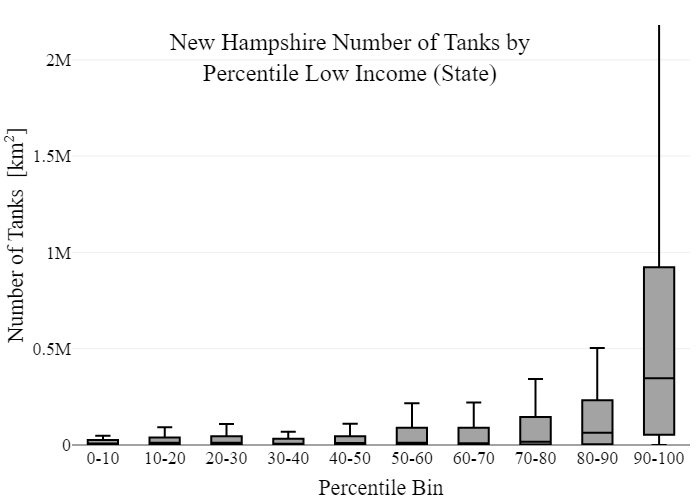 New Hampshire Number of Tanks by
Percentile Low Income (State)
Number of Tanks [km²]
2M
1.5M
1M
0.5M
0
0-10 10-20 20-30 30-40 40-50 50-60 60-70 70-80 80-90 90-100
Percentile Bin